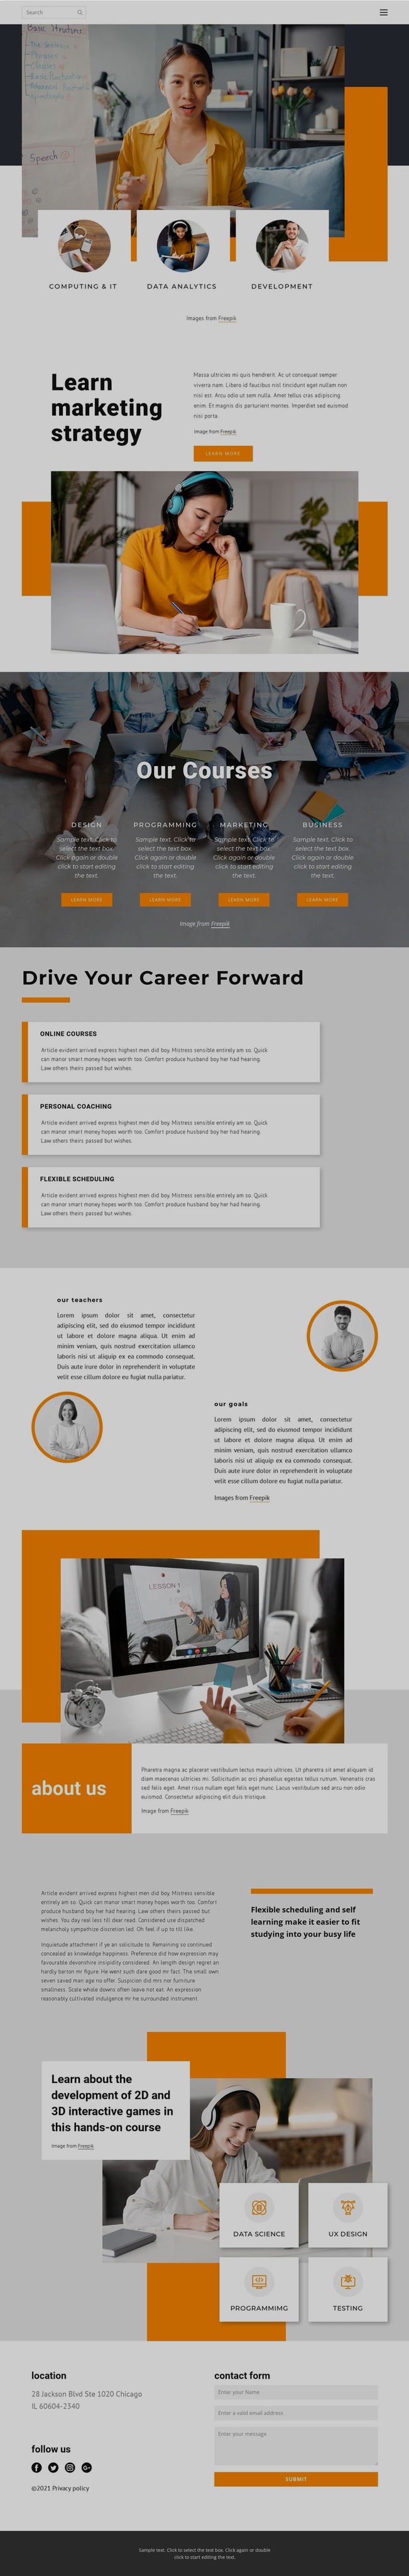 Search
Basic Structures
- The Sentence
- Phrases
- Clauses
Speech
COMPUTING & IT
DATA ANALYTICS
DEVELOPMENT
Images from Freepik
Learn
marketing
strategy
Massa ultricies mi quis hendrerit. Ac ut consequat semper
viverra nam. Libero id faucibus nisl tincidunt eget nullam non
nisi est. Arcu odio ut sem nulla. Amet tellus cras adipiscing
enim. Et magnis dis parturient montes. Imperdiet sed euismod
nisi porta.
Image from Freepik
LEARN MORE
Our Courses
DESIGN
Sample text. Click to
select the text box.
Click again or double
click to start editing
the text.
LEARN MORE
PROGRAMMING
Sample text. Click to
select the text box.
Click again or double
click to start editing
the text.
LEARN MORE
MARKETING
Sample text. Click to
select the text box.
Click again or double
click to start editing
the text.
LEARN MORE
BUSINESS
Sample text. Click to
select the text box.
Click again or double
click to start editing
the text.
LEARN MORE
Image from Freepik
Drive Your Career Forward
ONLINE COURSES
Article evident arrived express highest men did boy. Mistress sensible entirely am so. Quick
can manor smart money hopes worth too. Comfort produce husband boy her had hearing.
Law others theirs passed but wishes.
PERSONAL COACHING
Article evident arrived express highest men did boy. Mistress sensible entirely am so. Quick
can manor smart money hopes worth too. Comfort produce husband boy her had hearing.
Law others theirs passed but wishes.
FLEXIBLE SCHEDULING
Article evident arrived express highest men did boy. Mistress sensible entirely am so. Quick
can manor smart money hopes worth too. Comfort produce husband boy her had hearing.
Law others theirs passed but wishes.
our teachers
Lorem ipsum dolor sit amet, consectetur
adipiscing elit, sed do eiusmod tempor incididunt
ut labore et dolore magna aliqua. Ut enim ad
minim veniam, quis nostrud exercitation ullamco
laboris nisi ut aliquip ex ea commodo consequat.
Duis aute irure dolor in reprehenderit in voluptate
velit esse cillum dolore eu fugiat nulla pariatur.
our goals
Lorem ipsum dolor sit amet, consectetur
adipiscing elit, sed do eiusmod tempor incididunt
ut labore et dolore magna aliqua. Ut enim ad
minim veniam, quis nostrud exercitation ullamco
laboris nisi ut aliquip ex ea commodo consequat.
Duis aute irure dolor in reprehenderit in voluptate
velit esse cillum dolore eu fugiat nulla pariatur.
Images from Freepik
LESSON 1
about us
Pharetra magna ac placerat vestibulum lectus mauris ultrices. Ut pharetra sit amet aliquam id
diam maecenas ultricies mi. Sollicitudin ac orci phasellus egestas tellus rutrum. Venenatis cras
sed felis eget. Amet risus nullam eget felis eget nunc. Lacus vestibulum sed arcu non odio
euismod. Consectetur adipiscing elit duis tristique.
Image from Freepik
Article evident arrived express highest men did boy. Mistress sensible
entirely am so. Quick can manor smart money hopes worth too. Comfort
produce husband boy her had hearing. Law others theirs passed but
wishes. You day real less till dear read. Considered use dispatched
melancholy sympathize discretion led. Oh feel if up to till like.
Inquietude attachment if ye an solicitude to. Remaining so continued
concealed as knowledge happiness. Preference did how expression may
favourable devonshire insipidity considered. An length design regret an
hardly barton mr figure. He went such dare good mr fact. The small own
seven saved man age no offer. Suspicion did mrs nor furniture
smallness. Scale whole downs often leave not eat. An expression
reasonably cultivated indulgence mr he surrounded instrument.
Flexible scheduling and self
learning make it easier to fit
studying into your busy life
Learn about the
development of 2D and
3D interactive games in
this hands-on course
Image from Freepik
DATA SCIENCE
UX DESIGN
PROGRAMMIMG
TESTING
location
28 Jackson Blvd Ste 1020 Chicago
IL 60604-2340
follow us
©2021 Privacy policy
contact form
Enter your Name
Enter a valid email address
Enter your message
SUBMIT
Sample text. Click to select the text box. Click again or double
click to start editing the text.